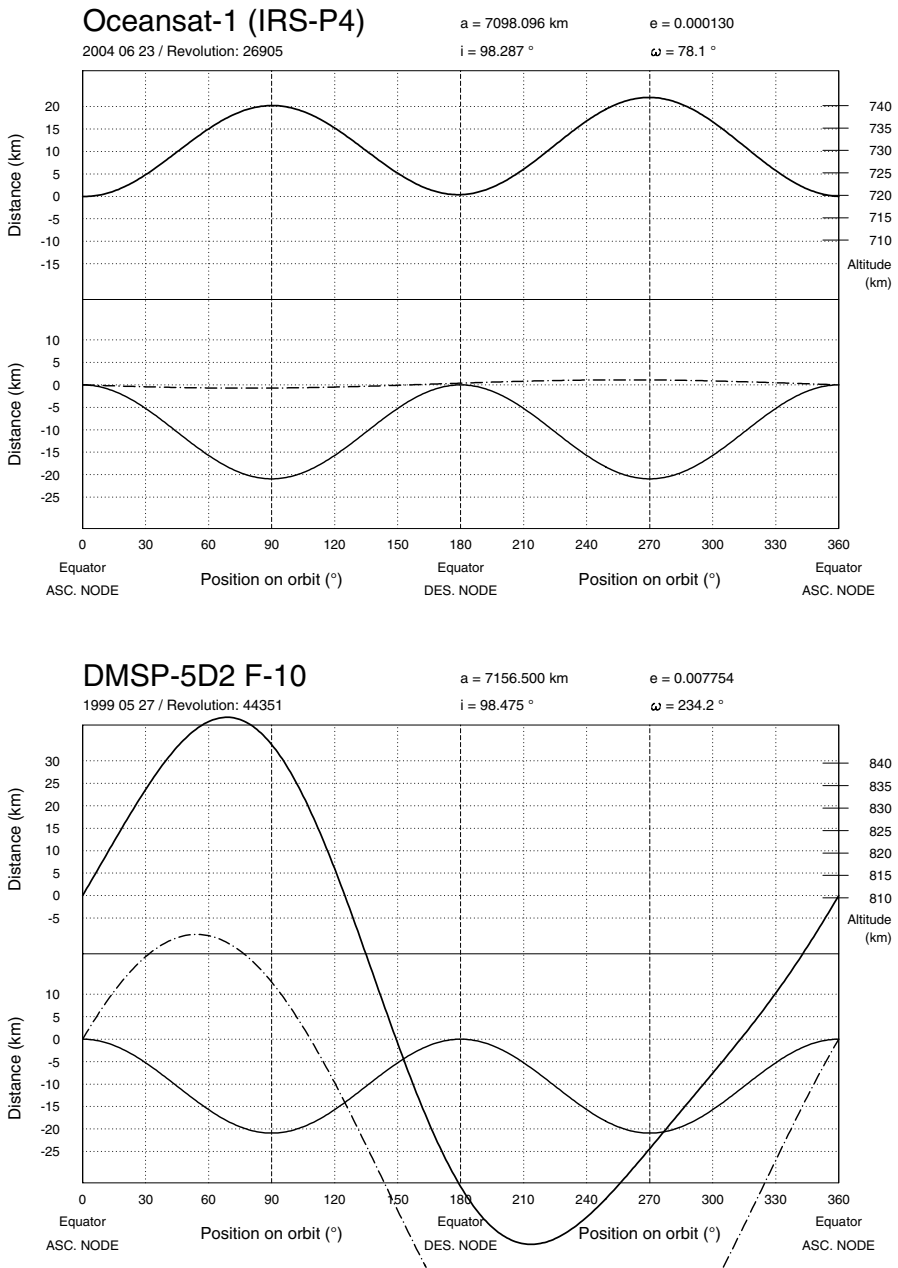 Oceansat-1 (IRS-P4)
a = 7098.096 km e = 0.000130
2004 06 23 / Revolution: 26905
i = 98.287 ° ω = 78.1 °
Distance (km)
20
15
10
5
0
-5
-10
-15
740
735
730
725
720
715
710
Altitude
(km)
Distance (km)
10
5
0
-5
-10
-15
-20
-25
0 30 60 90 120 150 180 210 240 270 300 330 360
Equator Equator Equator
Position on orbit (°) Position on orbit (°)
ASC. NODE DES. NODE ASC. NODE
DMSP-5D2 F-10
a = 7156.500 km e = 0.007754
1999 05 27 / Revolution: 44351
i = 98.475 ° ω = 234.2 °
Distance (km)
30
25
20
15
10
5
0
-5
840
835
830
825
820
815
810
Altitude
(km)
Distance (km)
10
5
0
-5
-10
-15
-20
-25
0 30 60 90 120 150 180 210 240 270 300 330 360
Equator Equator Equator
Position on orbit (°) Position on orbit (°)
ASC. NODE DES. NODE ASC. NODE